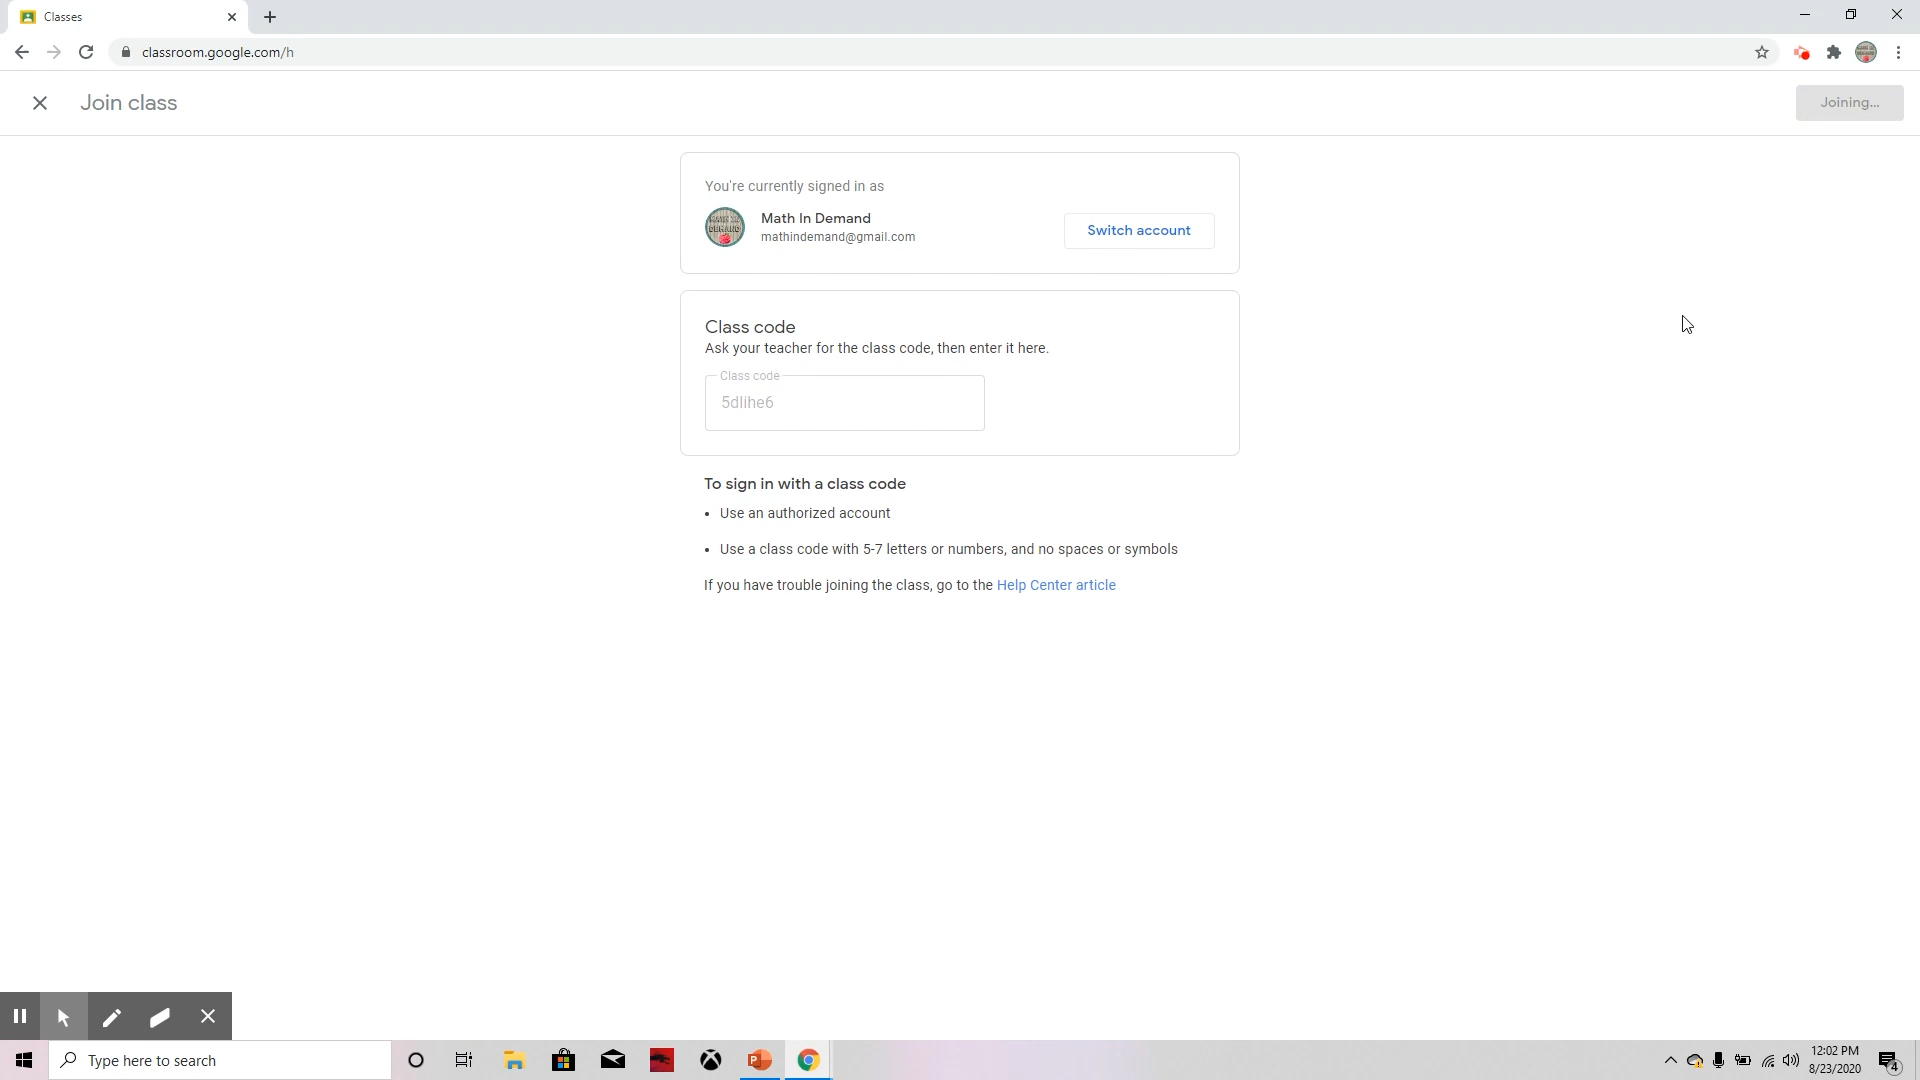 Classes
classroom.google.com/h
Join class
Joining...
You're currently signed in as
Math In Demand
mathindemand@gmail.com
Switch account
Class code
Ask your teacher for the class code, then enter it here.
Class code
5dlihe6
To sign in with a class code
• Use an authorized account
• Use a class code with 5-7 letters or numbers, and no spaces or symbols
If you have trouble joining the class, go to the Help Center article
Type here to search
12:02 PM
8/23/2020
4